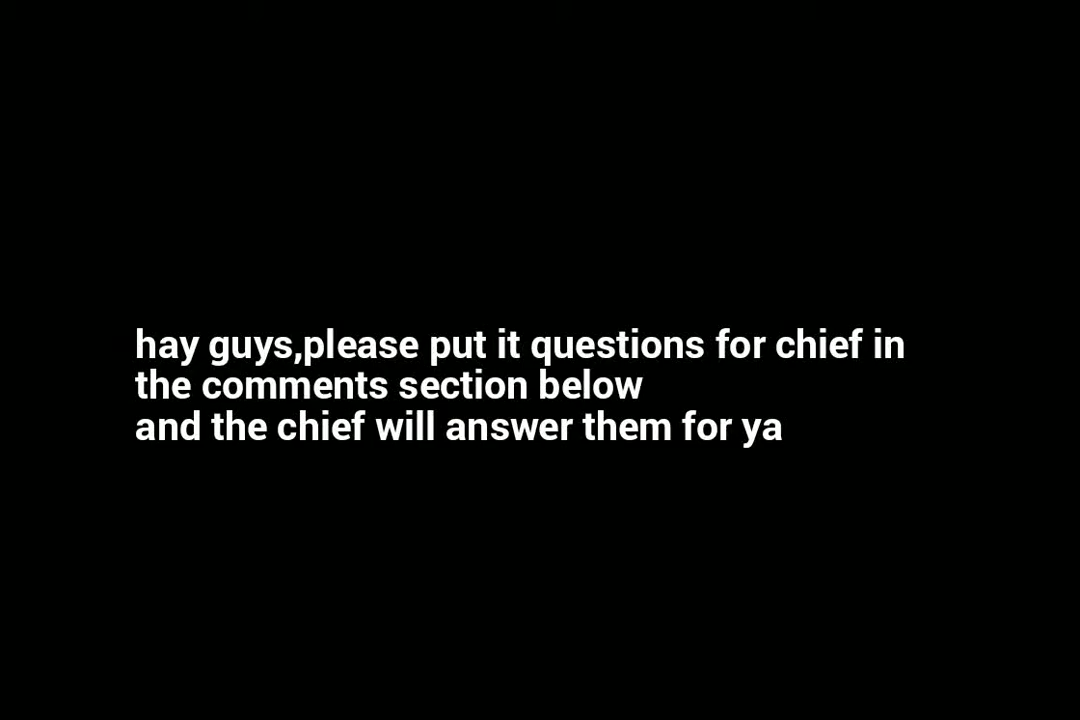 hay guys,please put it questions for chief in
the comments section below
and the chief will answer them for ya